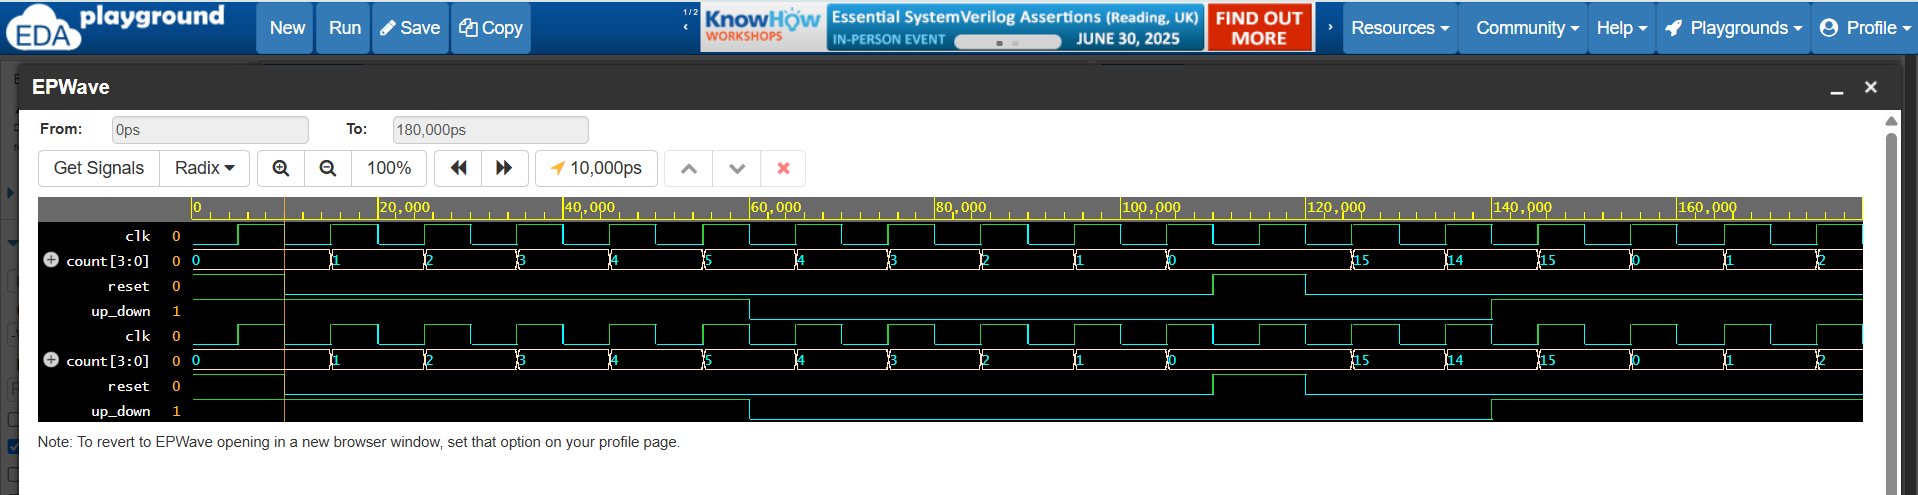 EDA playground
New
Run
Save
Copy
1/2
KnowHow
WORKSHOPS
Essential SystemVerilog Assertions (Reading, UK)
IN-PERSON EVENT
JUNE 30, 2025
FIND OUT
MORE
Resources
Community
Help
Playgrounds
Profile
EPWave
From: 0ps To: 180,000ps
Get Signals Radix 100% 10,000ps
0 20,000 40,000 60,000 80,000 100,000 120,000 140,000 160,000
clk 0
count[3:0] 0 0 1 2 3 4 5 4 3 2 1 0 15 14 15 0 1 2
reset 0
up_down 1
clk 0
count[3:0] 0 0 1 2 3 4 5 4 3 2 1 0 15 14 15 0 1 2
reset 0
up_down 1
Note: To revert to EPWave opening in a new browser window, set that option on your profile page.